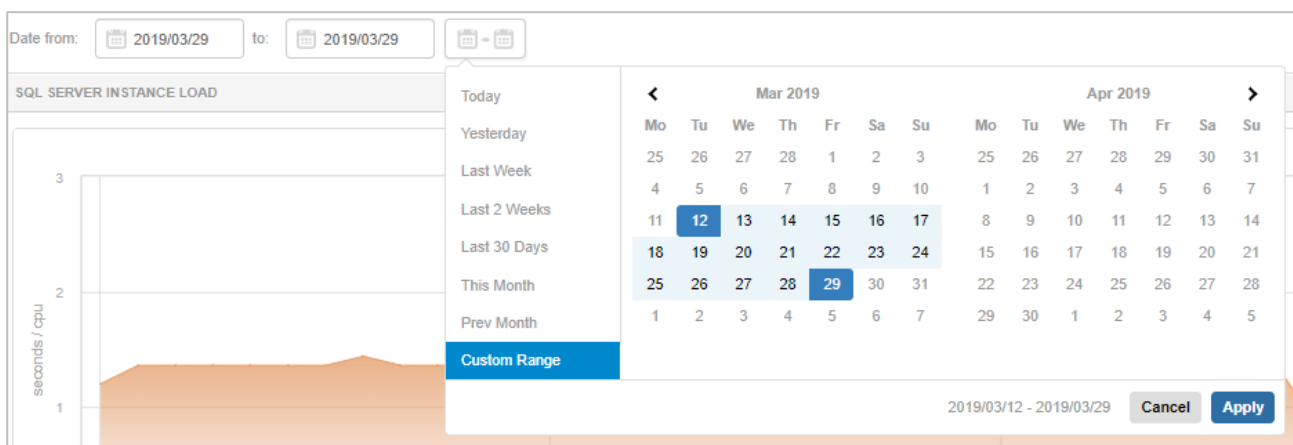 Date from: 2019/03/29 to: 2019/03/29 -
SQL SERVER INSTANCE LOAD
3
2
1
seconds / cpu
Today
Yesterday
Last Week
Last 2 Weeks
Last 30 Days
This Month
Prev Month
Custom Range
Mar 2019
Mo Tu We Th Fr Sa Su
25 26 27 28 1 2 3
4 5 6 7 8 9 10
11 12 13 14 15 16 17
18 19 20 21 22 23 24
25 26 27 28 29 30 31
1 2 3 4 5 6 7
Apr 2019
Mo Tu We Th Fr Sa Su
25 26 27 28 29 30 31
1 2 3 4 5 6 7
8 9 10 11 12 13 14
15 16 17 18 19 20 21
22 23 24 25 26 27 28
29 30 1 2 3 4 5
2019/03/12 - 2019/03/29 Cancel Apply